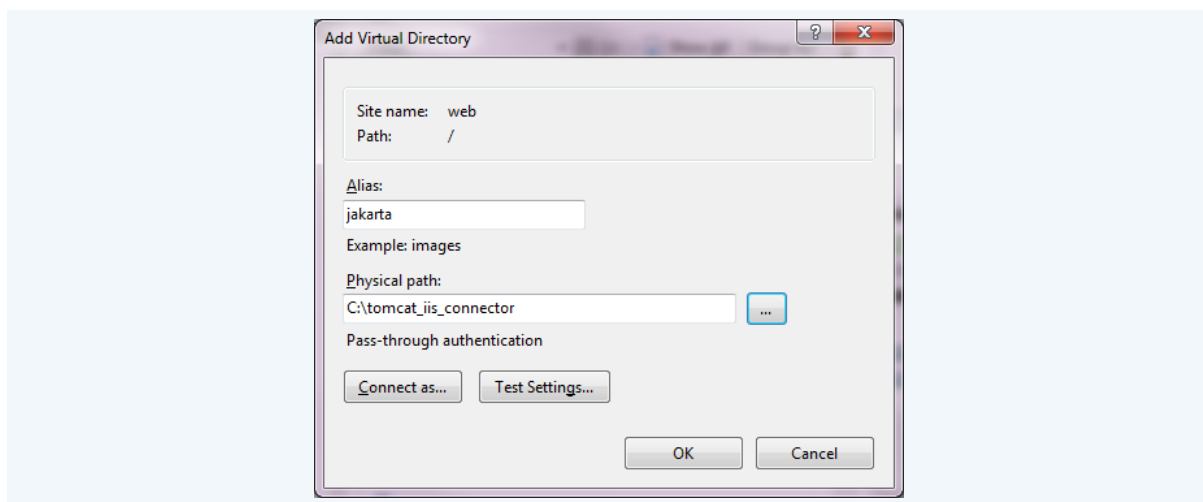 Add Virtual Directory
Site name: web
Path: /
Alias:
jakarta
Example: images
Physical path:
C:\tomcat_iis_connector
...
Pass-through authentication
Connect as... Test Settings...
OK Cancel